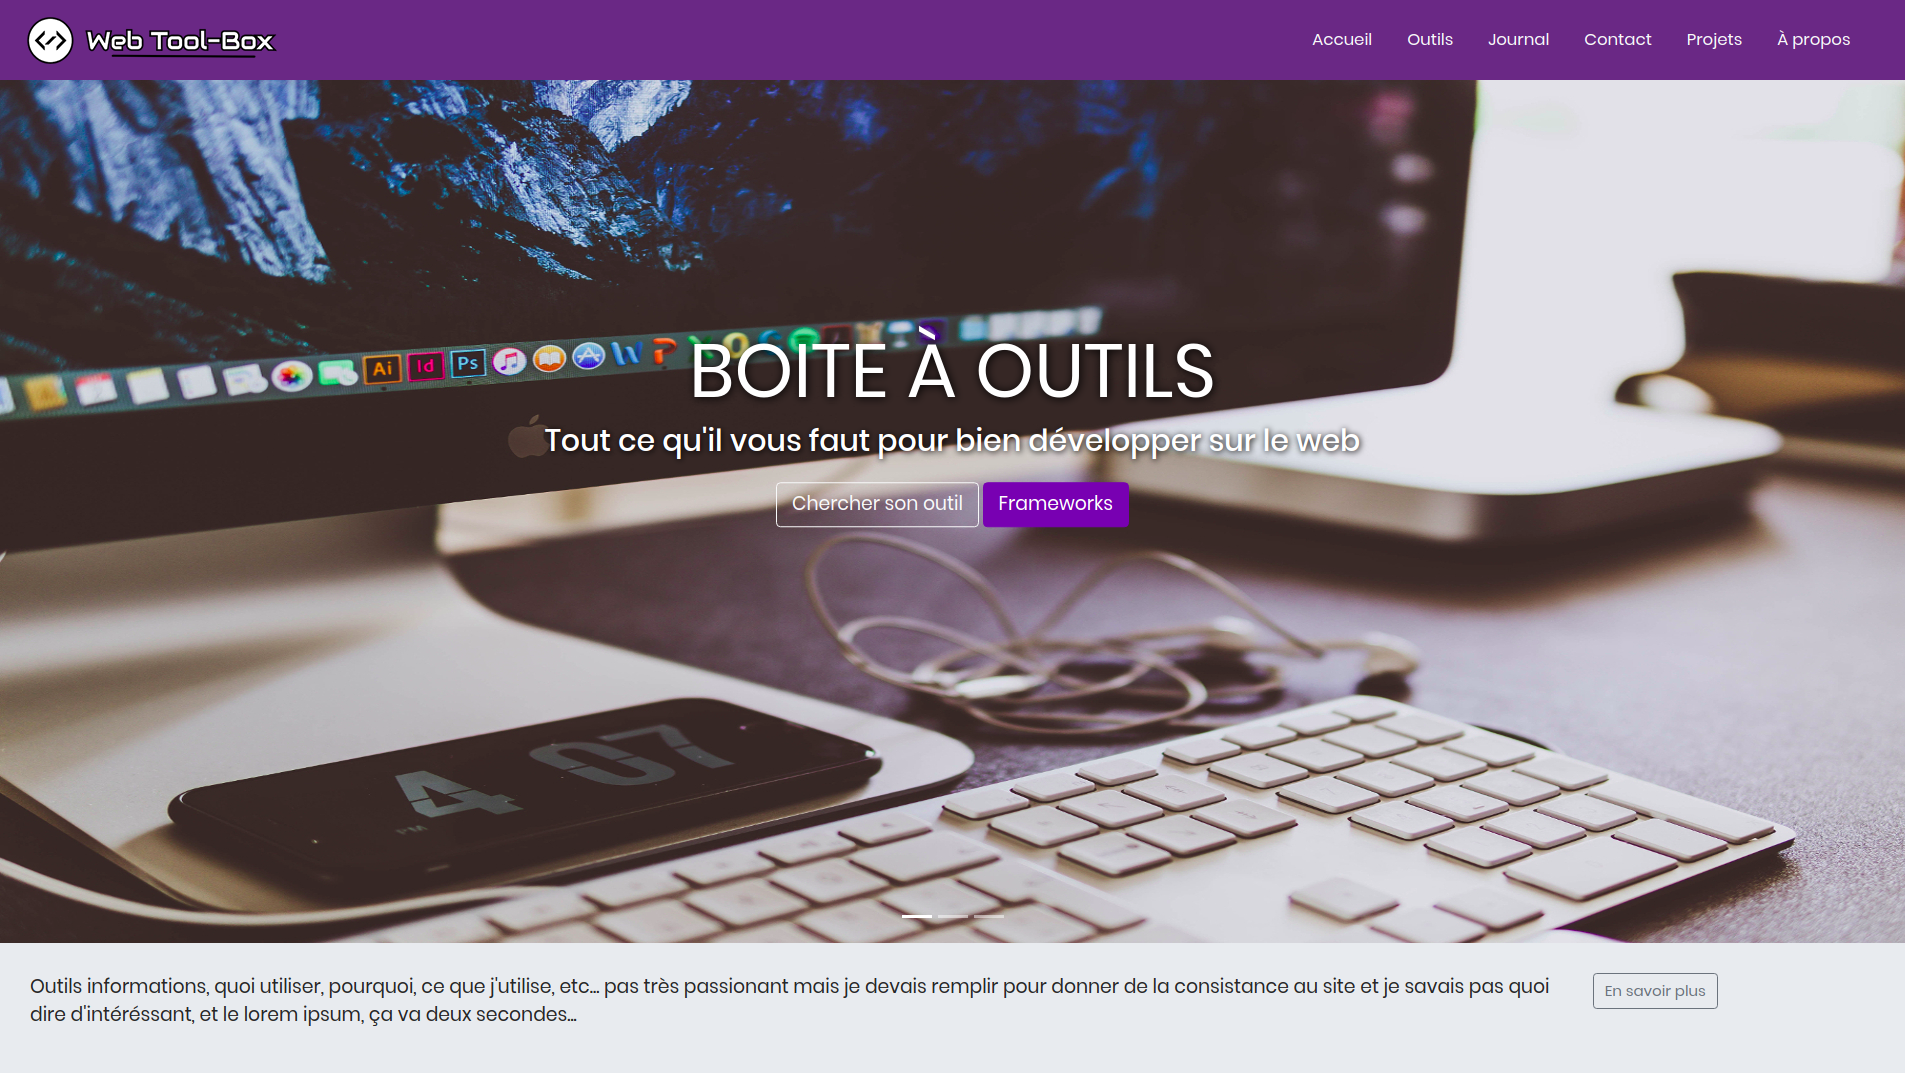 Web Tool-Box
Accueil Outils Journal Contact Projets À propos
Ai Id Ps
BOITE À OUTILS
Tout ce qu'il vous faut pour bien développer sur le web
Chercher son outil Frameworks
4 07
PM
Outils informations, quoi utiliser, pourquoi, ce que j'utilise, etc... pas très passionant mais je devais remplir pour donner de la consistance au site et je savais pas quoi
dire d'intéréssant, et le lorem ipsum, ça va deux secondes...
En savoir plus